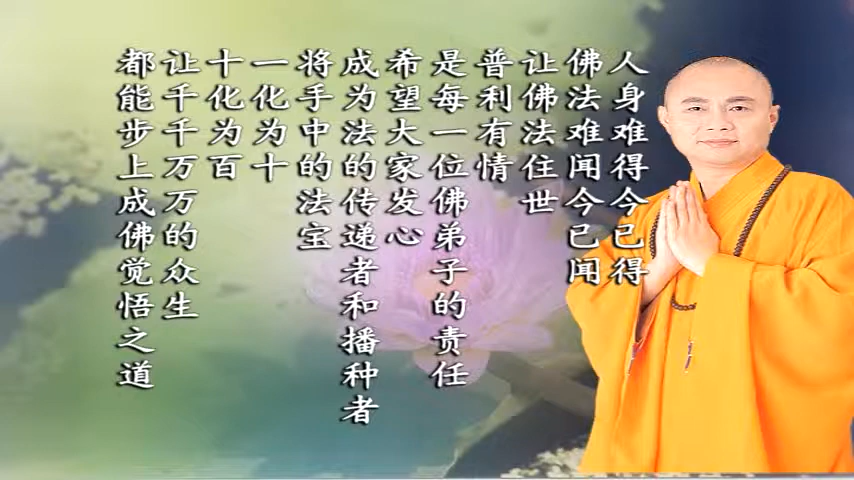 人身难得今已得
佛法难闻今已闻
让佛法住世
普利有情
是每一位佛弟子的责任
希望大家发心
成为法的传递者和播种者
将手中的法宝
一化为十
十化为百
让千千万万的众生
都能步上成佛觉悟之道